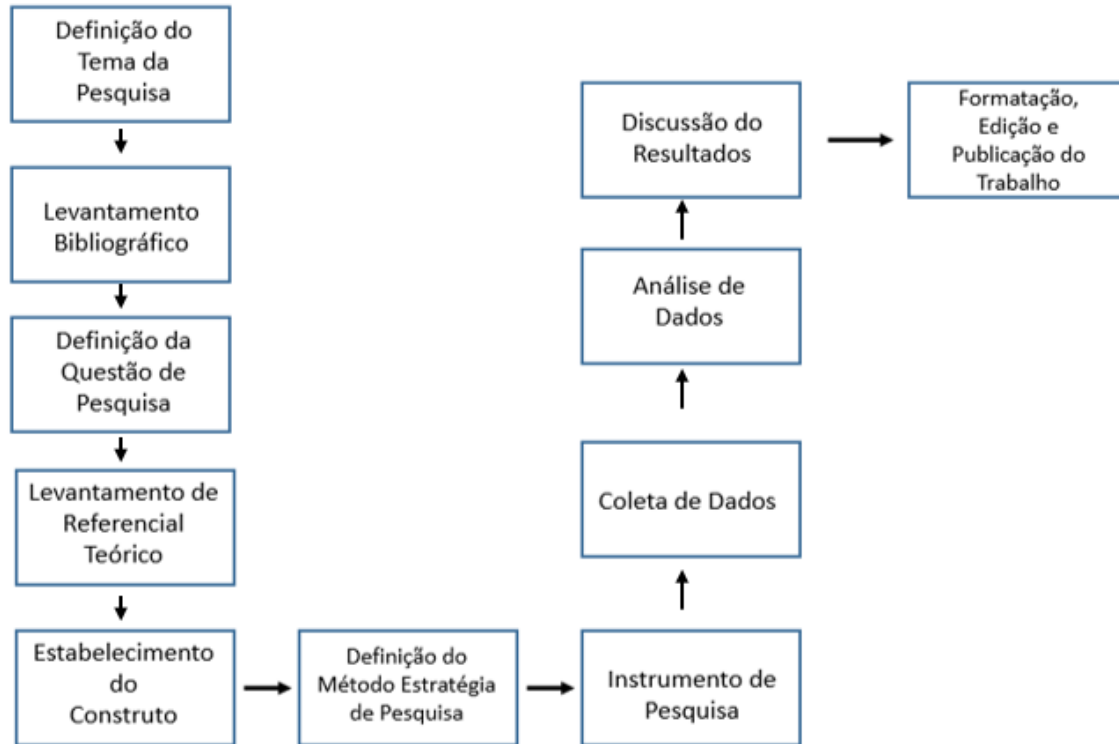 Definição do
Tema da
Pesquisa
Levantamento
Bibliográfico
Definição da
Questão de
Pesquisa
Levantamento de
Referencial
Teórico
Estabelecimento
do
Construto
Definição do
Método Estratégia
de Pesquisa
Instrumento de
Pesquisa
Coleta de Dados
Análise de
Dados
Discussão do
Resultados
Formatação,
Edição e
Publicação do
Trabalho